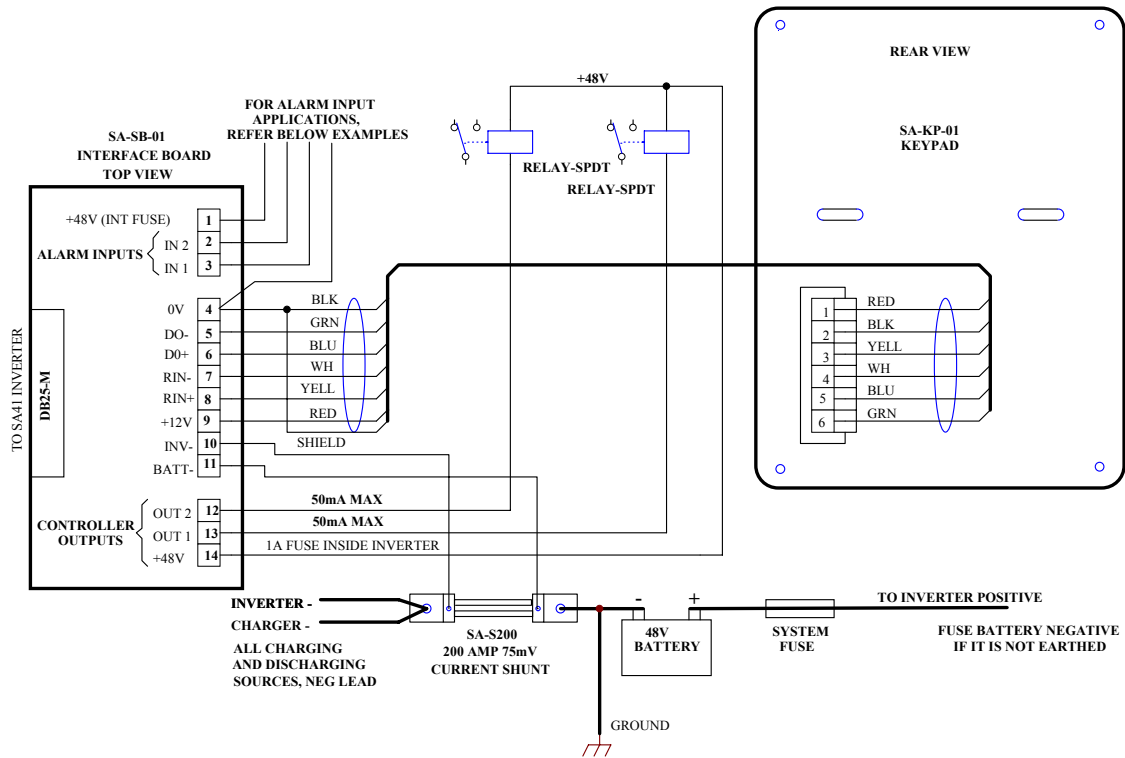 REAR VIEW
SA-KP-01
KEYPAD
+48V
FOR ALARM INPUT
APPLICATIONS,
REFER BELOW EXAMPLES
SA-SB-01
INTERFACE BOARD
TOP VIEW
RELAY-SPDT
RELAY-SPDT
+48V (INT FUSE) 1
ALARM INPUTS
IN 2 2
IN 1 3
0V 4 BLK
DO- 5 GRN
D0+ 6 BLU
RIN- 7 WH
RIN+ 8 YELL
+12V 9 RED
INV- 10 SHIELD
BATT- 11
TO SA41 INVERTER
DB25-M
1 RED
2 BLK
3 YELL
4 WH
5 BLU
6 GRN
CONTROLLER
OUTPUTS
OUT 2 12 50mA MAX
OUT 1 13 50mA MAX
+48V 14 1A FUSE INSIDE INVERTER
INVERTER -
CHARGER -
ALL CHARGING
AND DISCHARGING
SOURCES, NEG LEAD
SA-S200
200 AMP 75mV
CURRENT SHUNT
- +
48V
BATTERY
SYSTEM
FUSE
TO INVERTER POSITIVE
FUSE BATTERY NEGATIVE
IF IT IS NOT EARTHED
GROUND